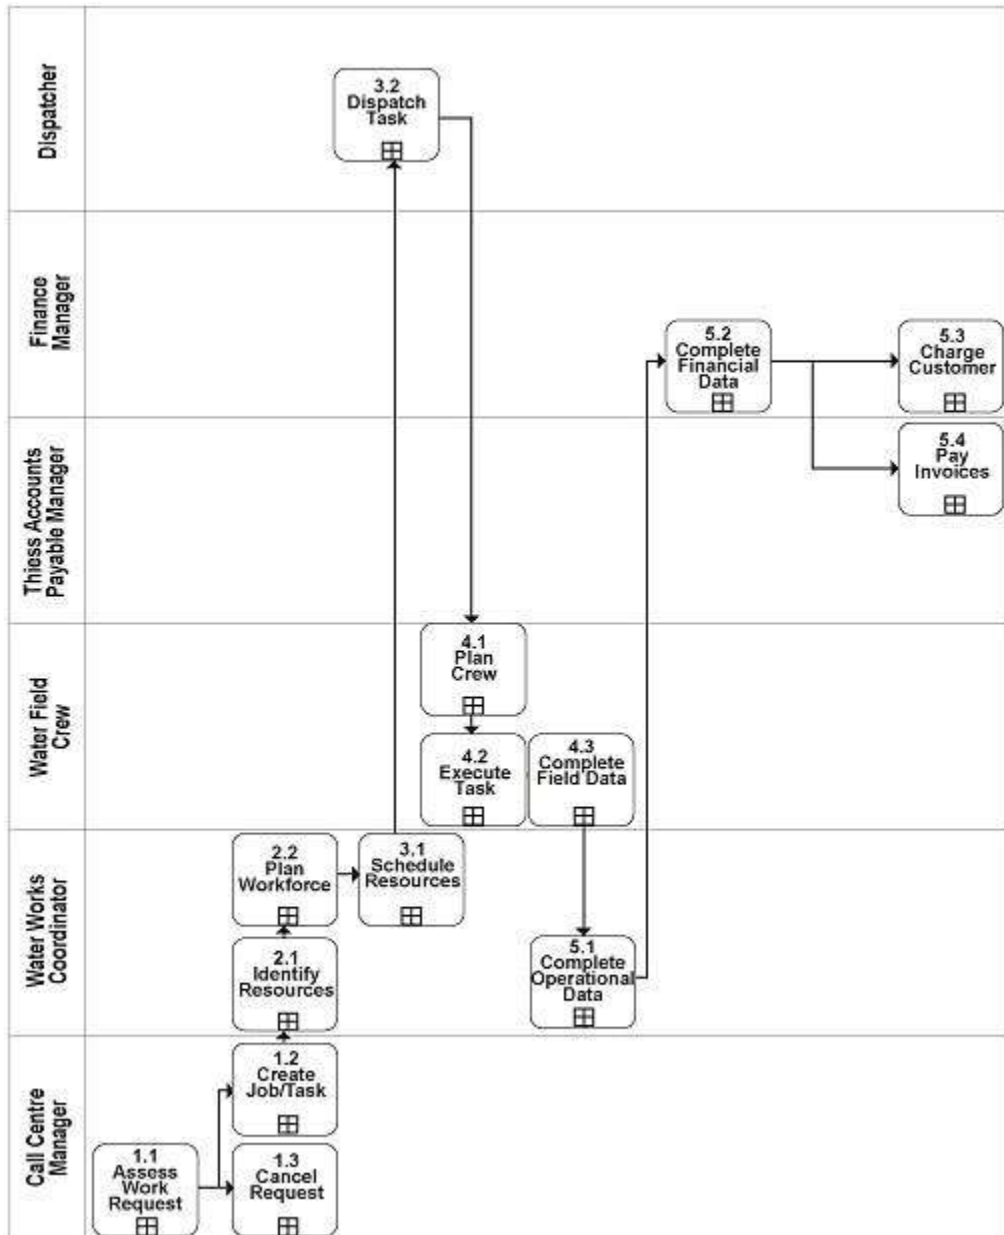 Dispatcher
3.2
Dispatch
Task
Finance
Manager
5.2
Complete
Financial
Data
5.3
Charge
Customer
Thiess Accounts
Payable Manager
5.4
Pay
Invoices
Water Field
Crew
4.1
Plan
Crew
4.2
Execute
Task
4.3
Complete
Field Data
Water Works
Coordinator
2.2
Plan
Workforce
3.1
Schedule
Resources
2.1
Identify
Resources
5.1
Complete
Operational
Data
Call Centre
Manager
1.2
Create
Job/Task
1.1
Assess
Work
Request
1.3
Cancel
Request